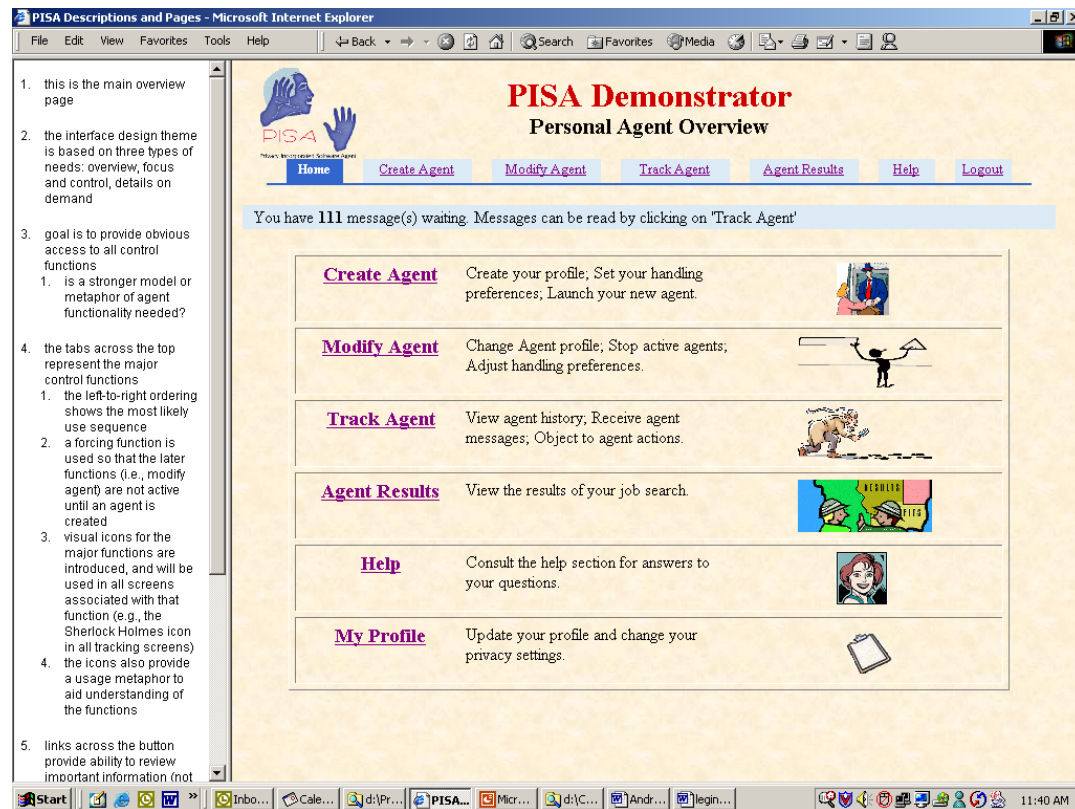 PISA Descriptions and Pages - Microsoft Internet Explorer
File Edit View Favorites Tools Help
Back Search Favorites Media
1. this is the main overview
page
2. the interface design theme
is based on three types of
needs: overview, focus
and control, details on
demand
3. goal is to provide obvious
access to all control
functions
1. is a stronger model or
metaphor of agent
functionality needed?
4. the tabs across the top
represent the major
control functions
1. the left-to-right ordering
shows the most likely
use sequence
2. a forcing function is
used so that the later
functions (i.e., modify
agent) are not active
until an agent is
created
3. visual icons for the
major functions are
introduced, and will be
used in all screens
associated with that
function (e.g., the
Sherlock Holmes icon
in all tracking screens)
4. the icons also provide
a usage metaphor to
aid understanding of
the functions
5. links across the button
provide ability to review
important information (not
PISA
Privacy Incorporated Software Agent
PISA Demonstrator
Personal Agent Overview
Home Create Agent Modify Agent Track Agent Agent Results Help Logout
You have 111 message(s) waiting. Messages can be read by clicking on 'Track Agent'
Create Agent
Create your profile; Set your handling
preferences; Launch your new agent.
Modify Agent
Change Agent profile; Stop active agents;
Adjust handling preferences.
Track Agent
View agent history; Receive agent
messages; Object to agent actions.
Agent Results
View the results of your job search.
RESULTS
Help
Consult the help section for answers to
your questions.
My Profile
Update your profile and change your
privacy settings.
Start » Inbo... Cale... d:\Pr... PISA... Micr... d:\C... Andr... legin... 11:40 AM